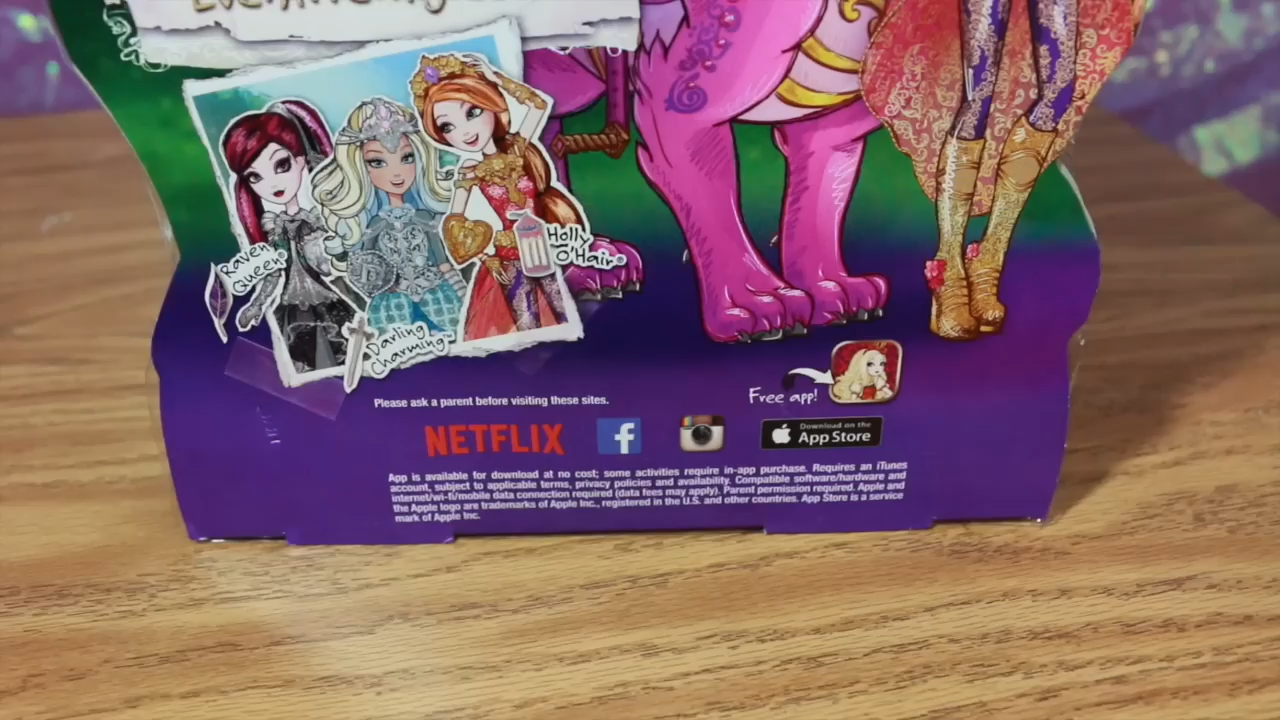 Raven
Queen®
Darling
Charming™
Holly
O'Hair®
Please ask a parent before visiting these sites.
Free app!
NETFLIX
f
Download on the
App Store
App is available for download at no cost; some activities require in-app purchase. Requires an iTunes
account, subject to applicable terms, privacy policies and availability. Compatible software/hardware and
internet/wi-fi/mobile data connection required (data fees may apply). Parent permission required. Apple and
the Apple logo are trademarks of Apple Inc., registered in the U.S. and other countries. App Store is a service
mark of Apple Inc.